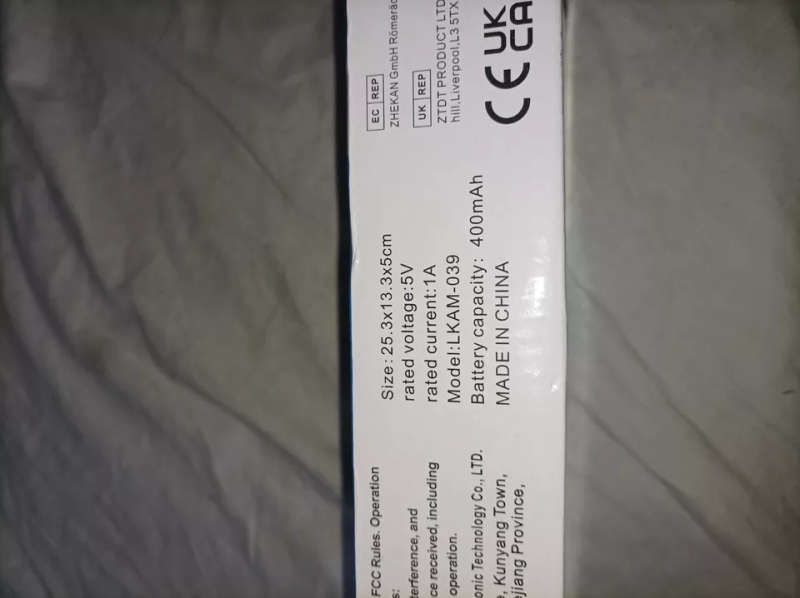 FCC Rules. Operation
s:
terference, and
ce received, including
operation.
onic Technology Co., LTD.
, Kunyang Town,
ejiang Province,
Size: 25.3x13.3x5cm
rated voltage:5V
rated current:1A
Model:LKAM-039
Battery capacity: 400mAh
MADE IN CHINA
EC REP
ZHEKAN GmbH Römerä
UK REP
ZTDT PRODUCT LTD
hill, Liverpool, L3 5TX
CE UK
CA